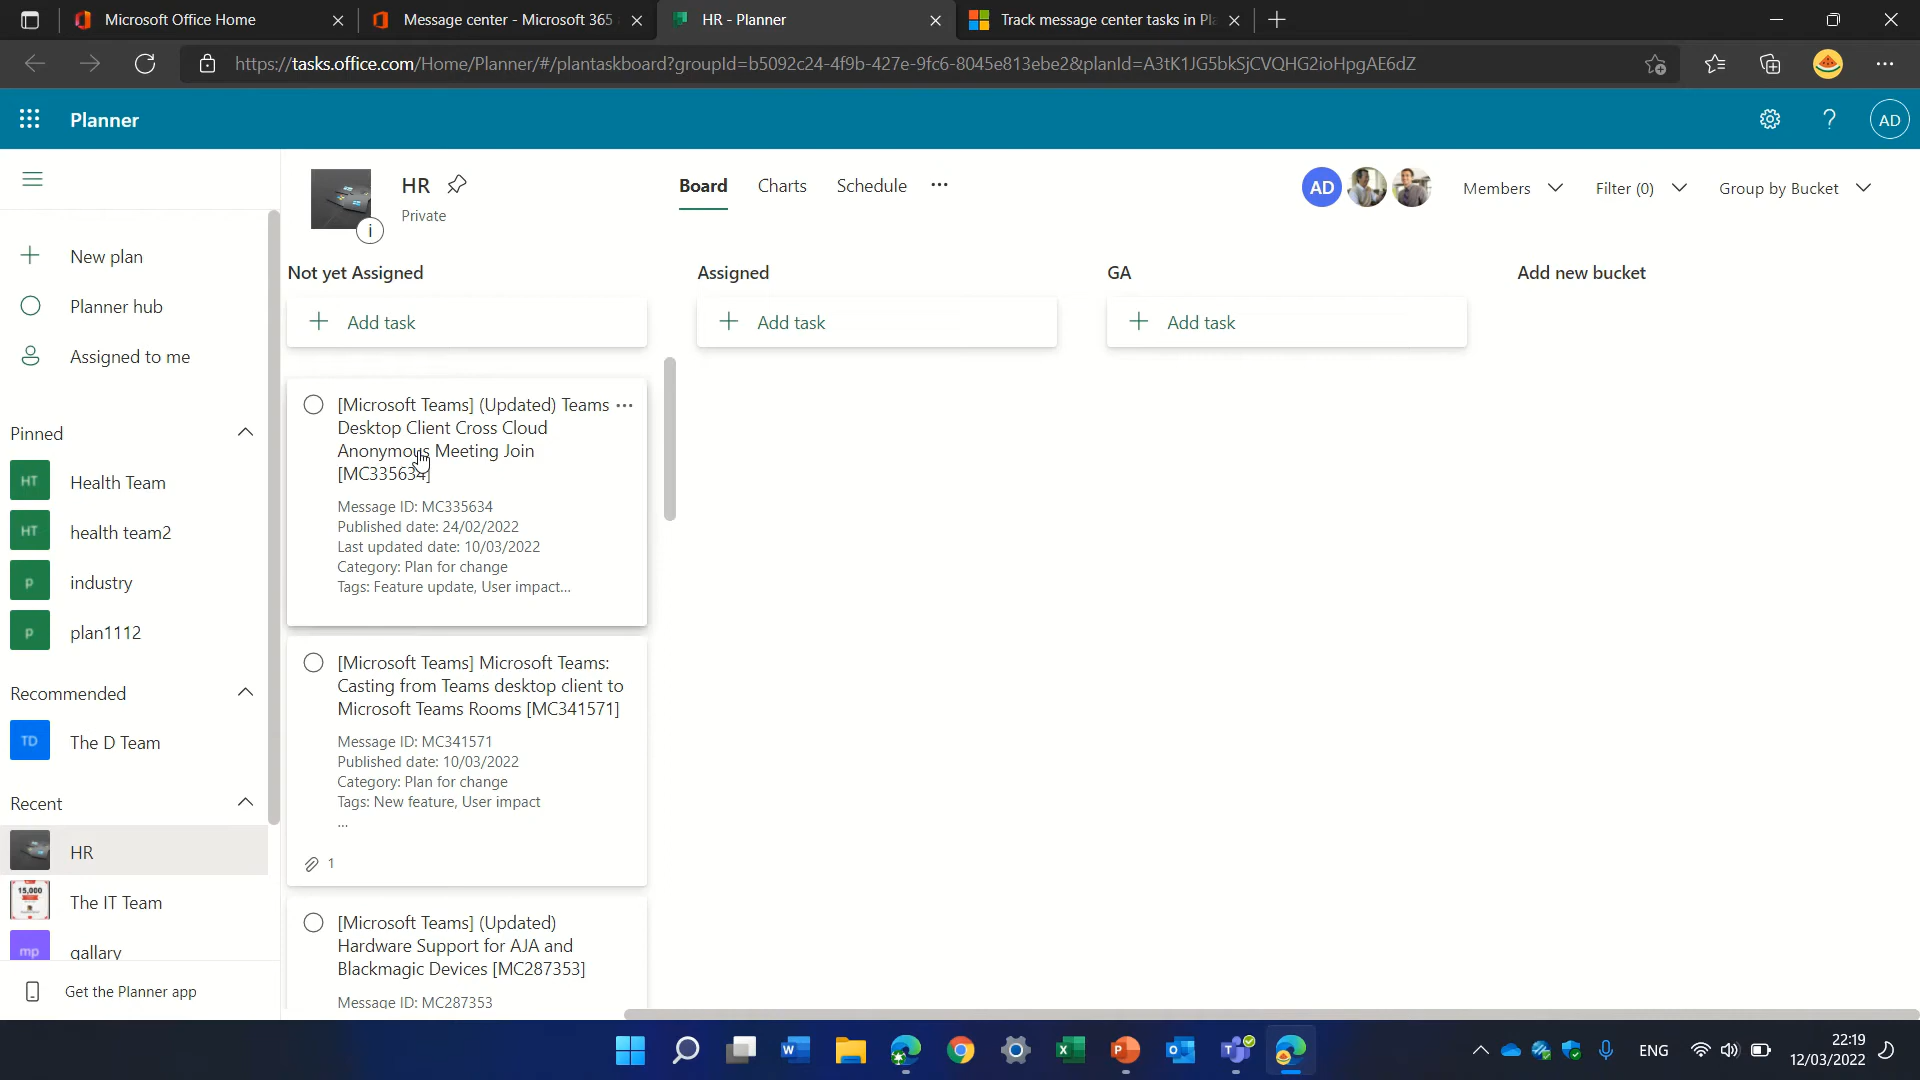 Microsoft Office Home
Message center - Microsoft 365
HR - Planner
Track message center tasks in Pla
https://tasks.office.com/Home/Planner/#/plantaskboard?groupId=b5092c24-4f9b-427e-9fc6-8045e813ebe2&planId=A3tK1JG5bkSjCVQHG2ioHpgAE6dZ
Planner
AD
HR
Private
Board
Charts
Schedule
AD
Members
Filter (0)
Group by Bucket
New plan
Planner hub
Assigned to me
Pinned
HT
Health Team
HT
health team2
p
industry
p
plan1112
Recommended
TD
The D Team
Recent
HR
15,000
The IT Team
mp
gallary
Get the Planner app
Not yet Assigned
Add task
[Microsoft Teams] (Updated) Teams
Desktop Client Cross Cloud
Anonymous Meeting Join
[MC335634]
Message ID: MC335634
Published date: 24/02/2022
Last updated date: 10/03/2022
Category: Plan for change
Tags: Feature update, User impact...
[Microsoft Teams] Microsoft Teams:
Casting from Teams desktop client to
Microsoft Teams Rooms [MC341571]
Message ID: MC341571
Published date: 10/03/2022
Category: Plan for change
Tags: New feature, User impact
...
1
[Microsoft Teams] (Updated)
Hardware Support for AJA and
Blackmagic Devices [MC287353]
Message ID: MC287353
Assigned
Add task
GA
Add task
Add new bucket
ENG
22:19
12/03/2022